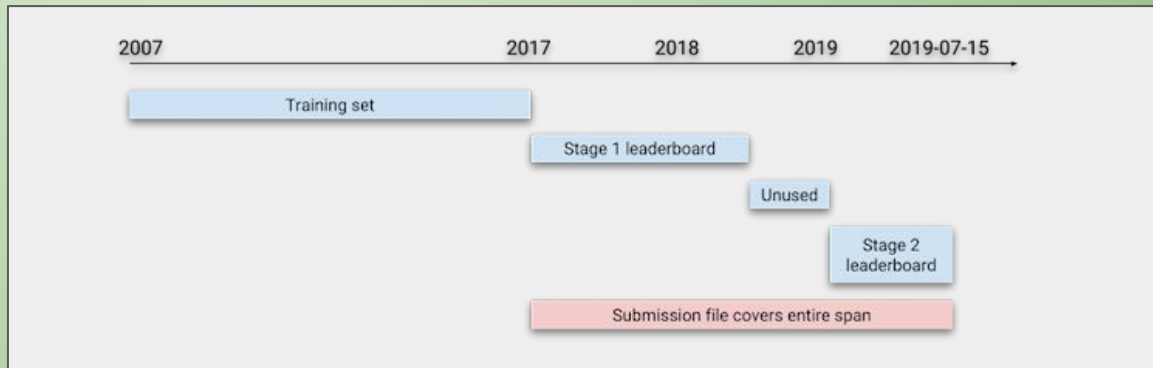 2007 2017 2018 2019 2019-07-15
Training set
Stage 1 leaderboard
Unused
Stage 2
leaderboard
Submission file covers entire span